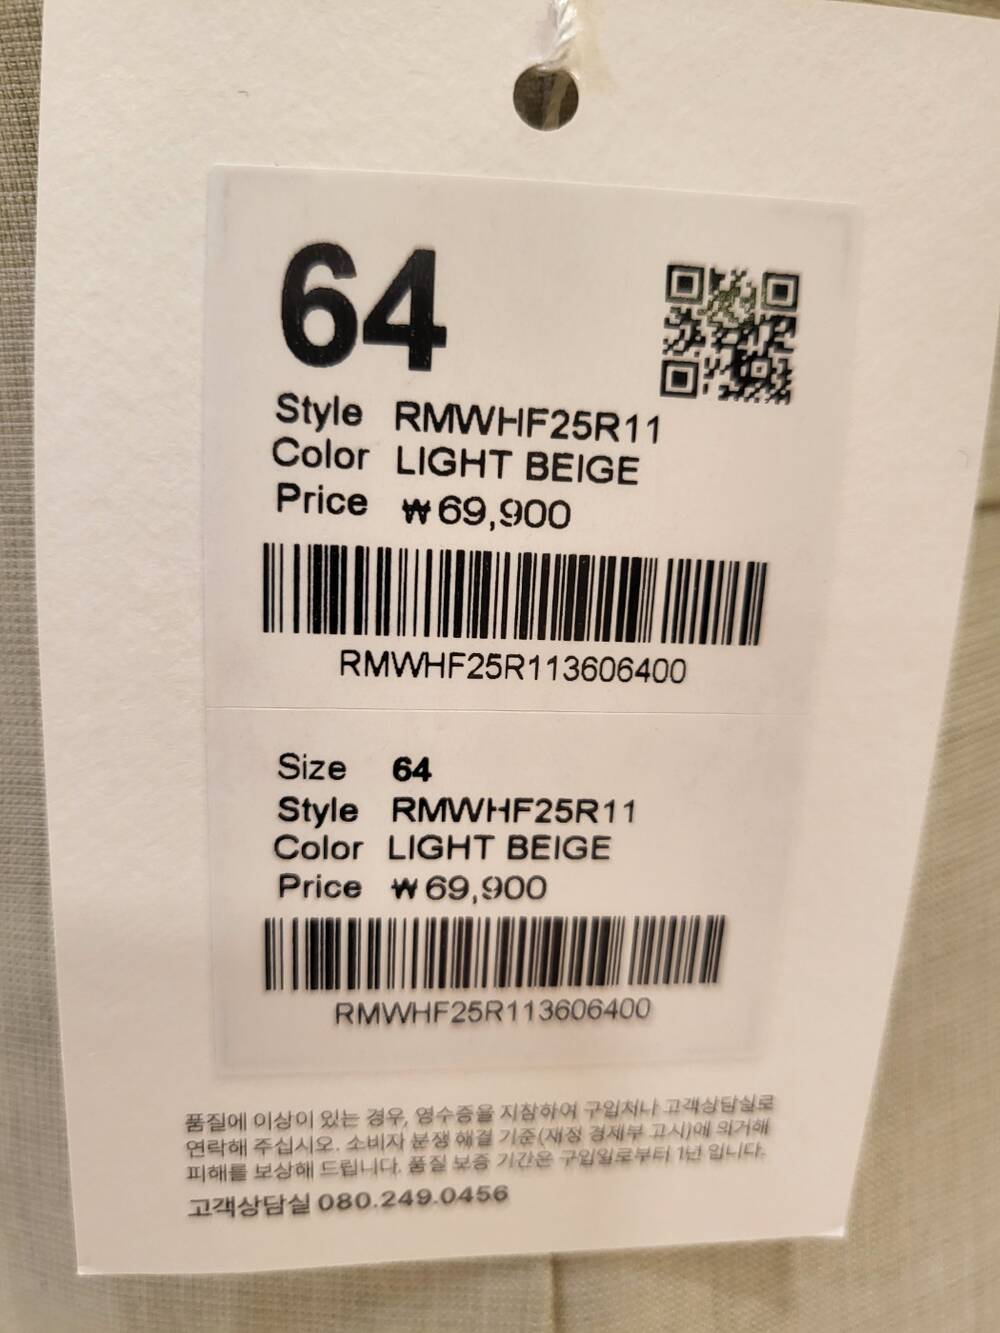 64
Style RMWHF25R11
Color LIGHT BEIGE
Price ₩69,900
RMWHF25R113606400
Size 64
Style RMWHF25R11
Color LIGHT BEIGE
Price ₩69,900
RMWHF25R113606400
품질에 이상이 있는 경우, 영수증을 지참하여 구입처나 고객상담실로
연락해 주십시오. 소비자 분쟁 해결 기준(재정 경제부 고시)에 의거해
피해를 보상해 드립니다. 품질 보증 기간은 구입일로부터 1년 입니다.
고객상담실 080.249.0456